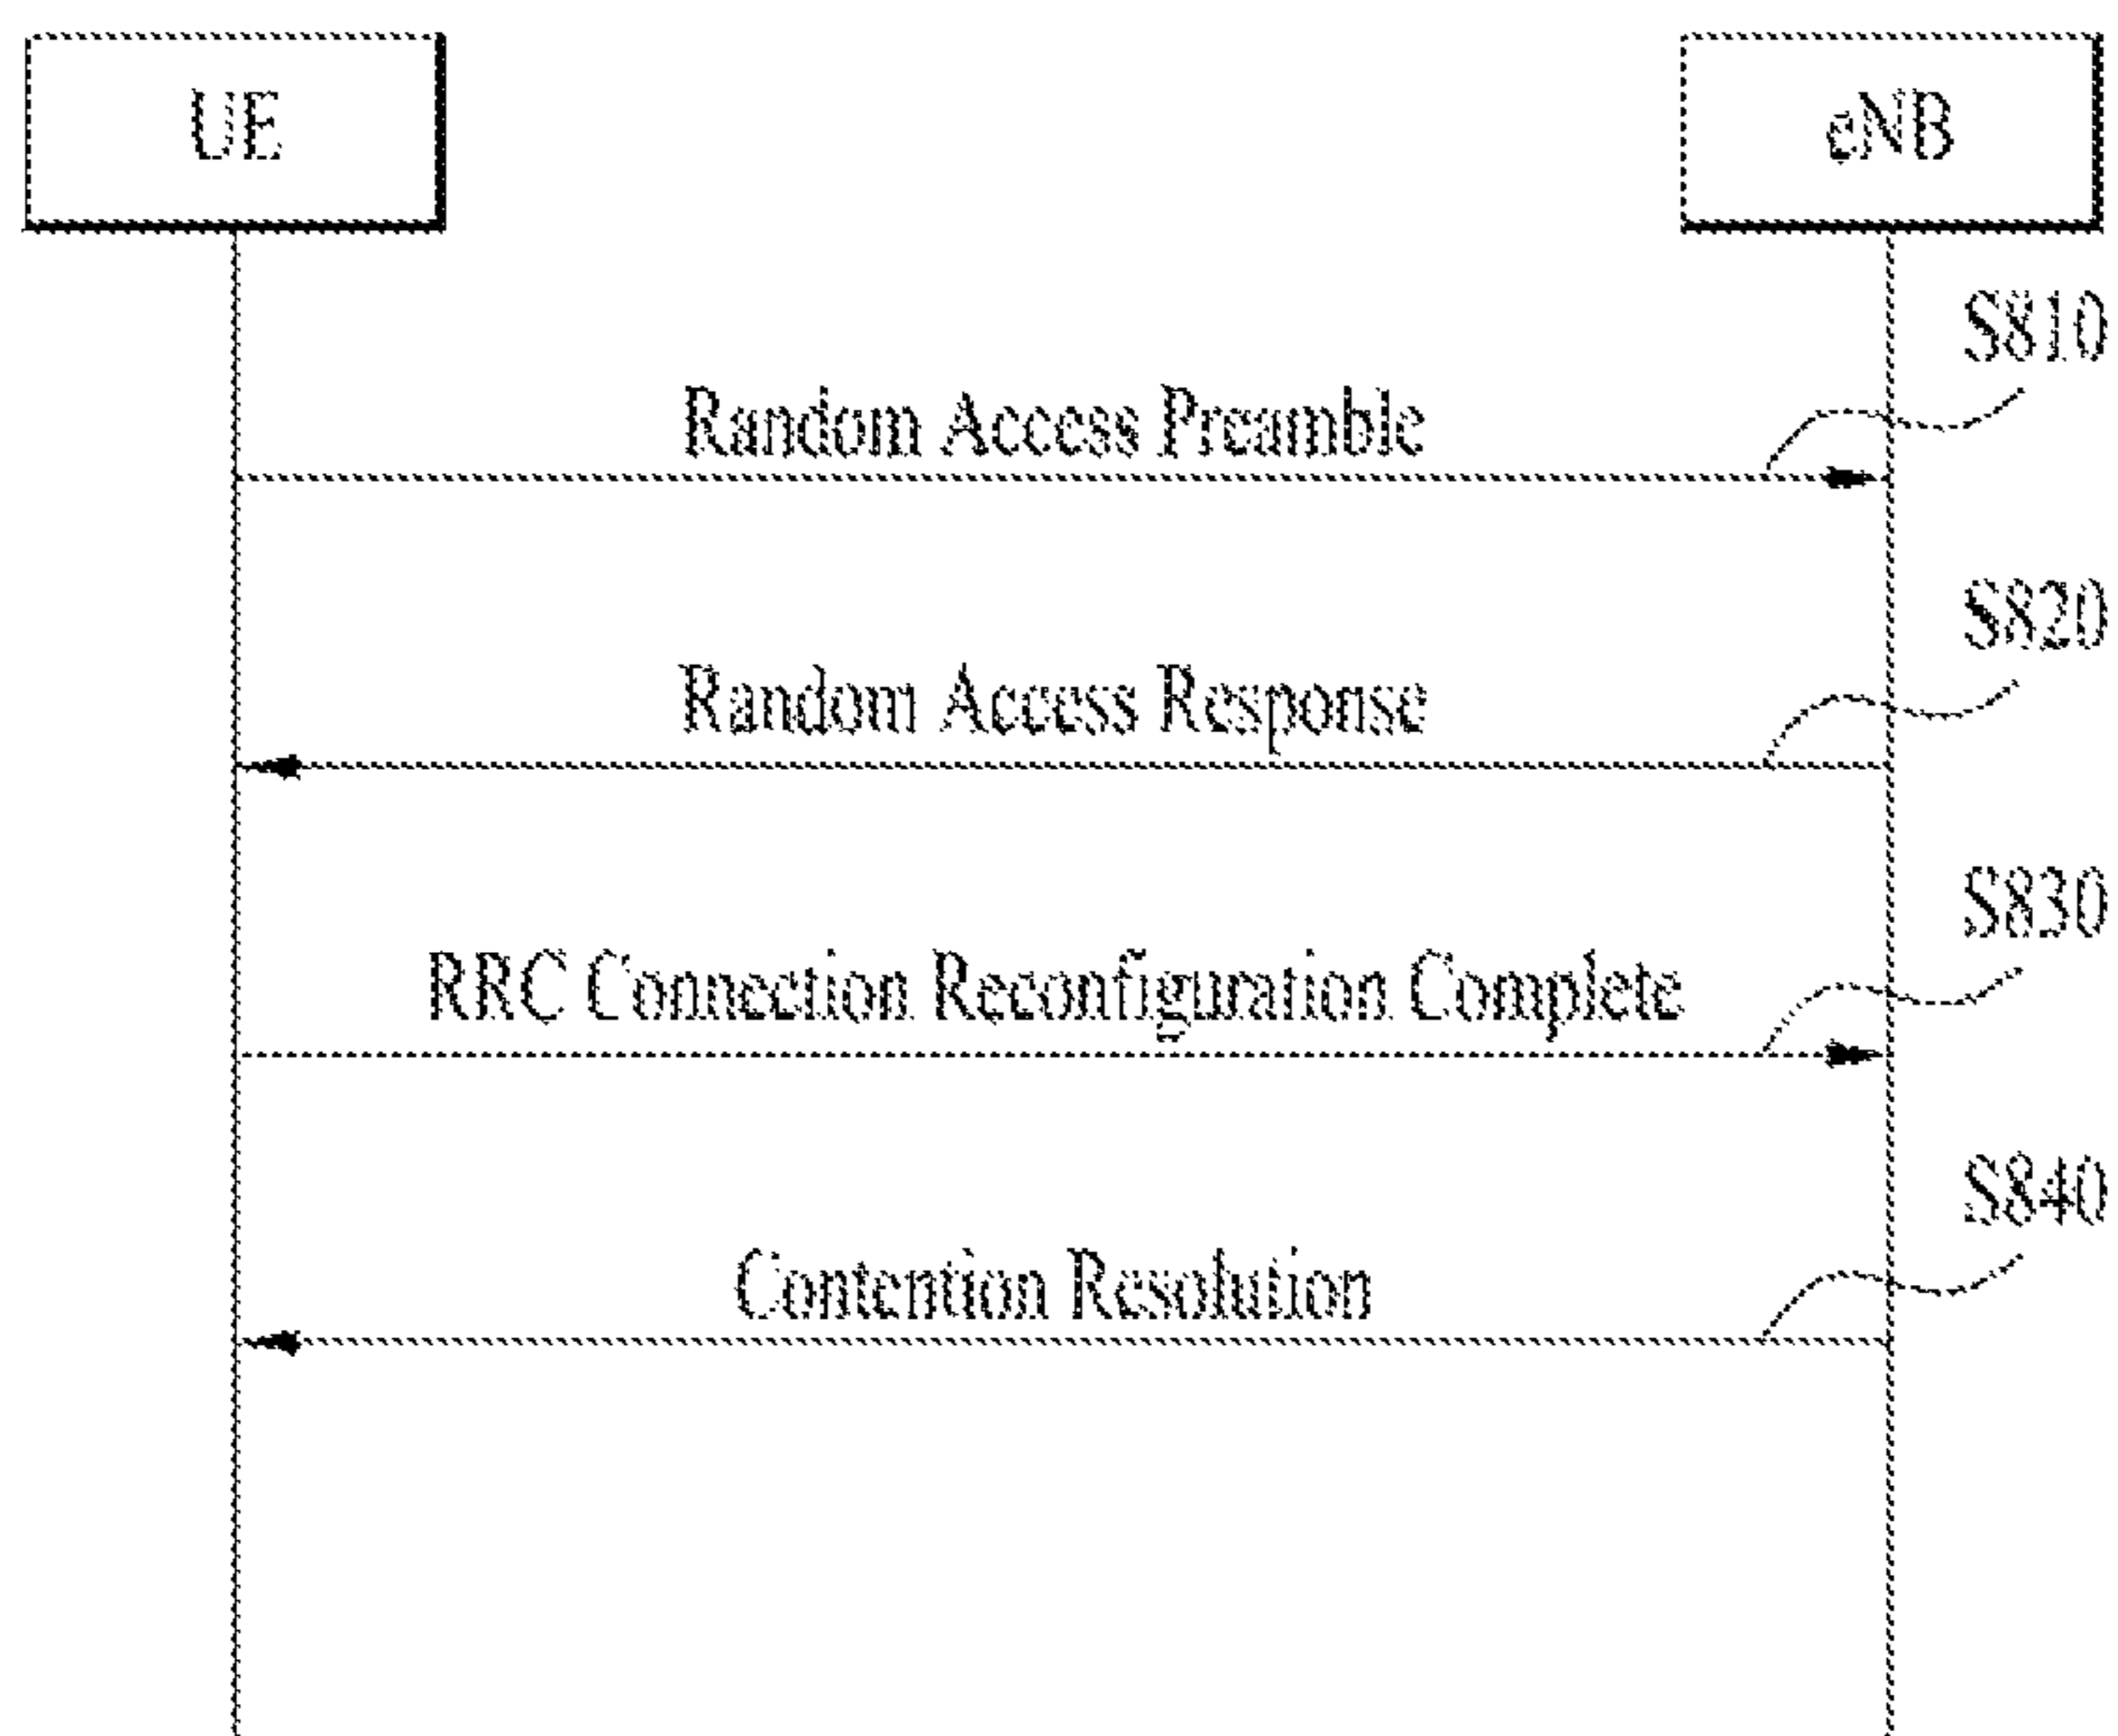 UE
eNB
S810
Random Access Preamble
S820
Random Access Response
S830
RRC Connection Reconfiguration Complete
S840
Contention Resolution